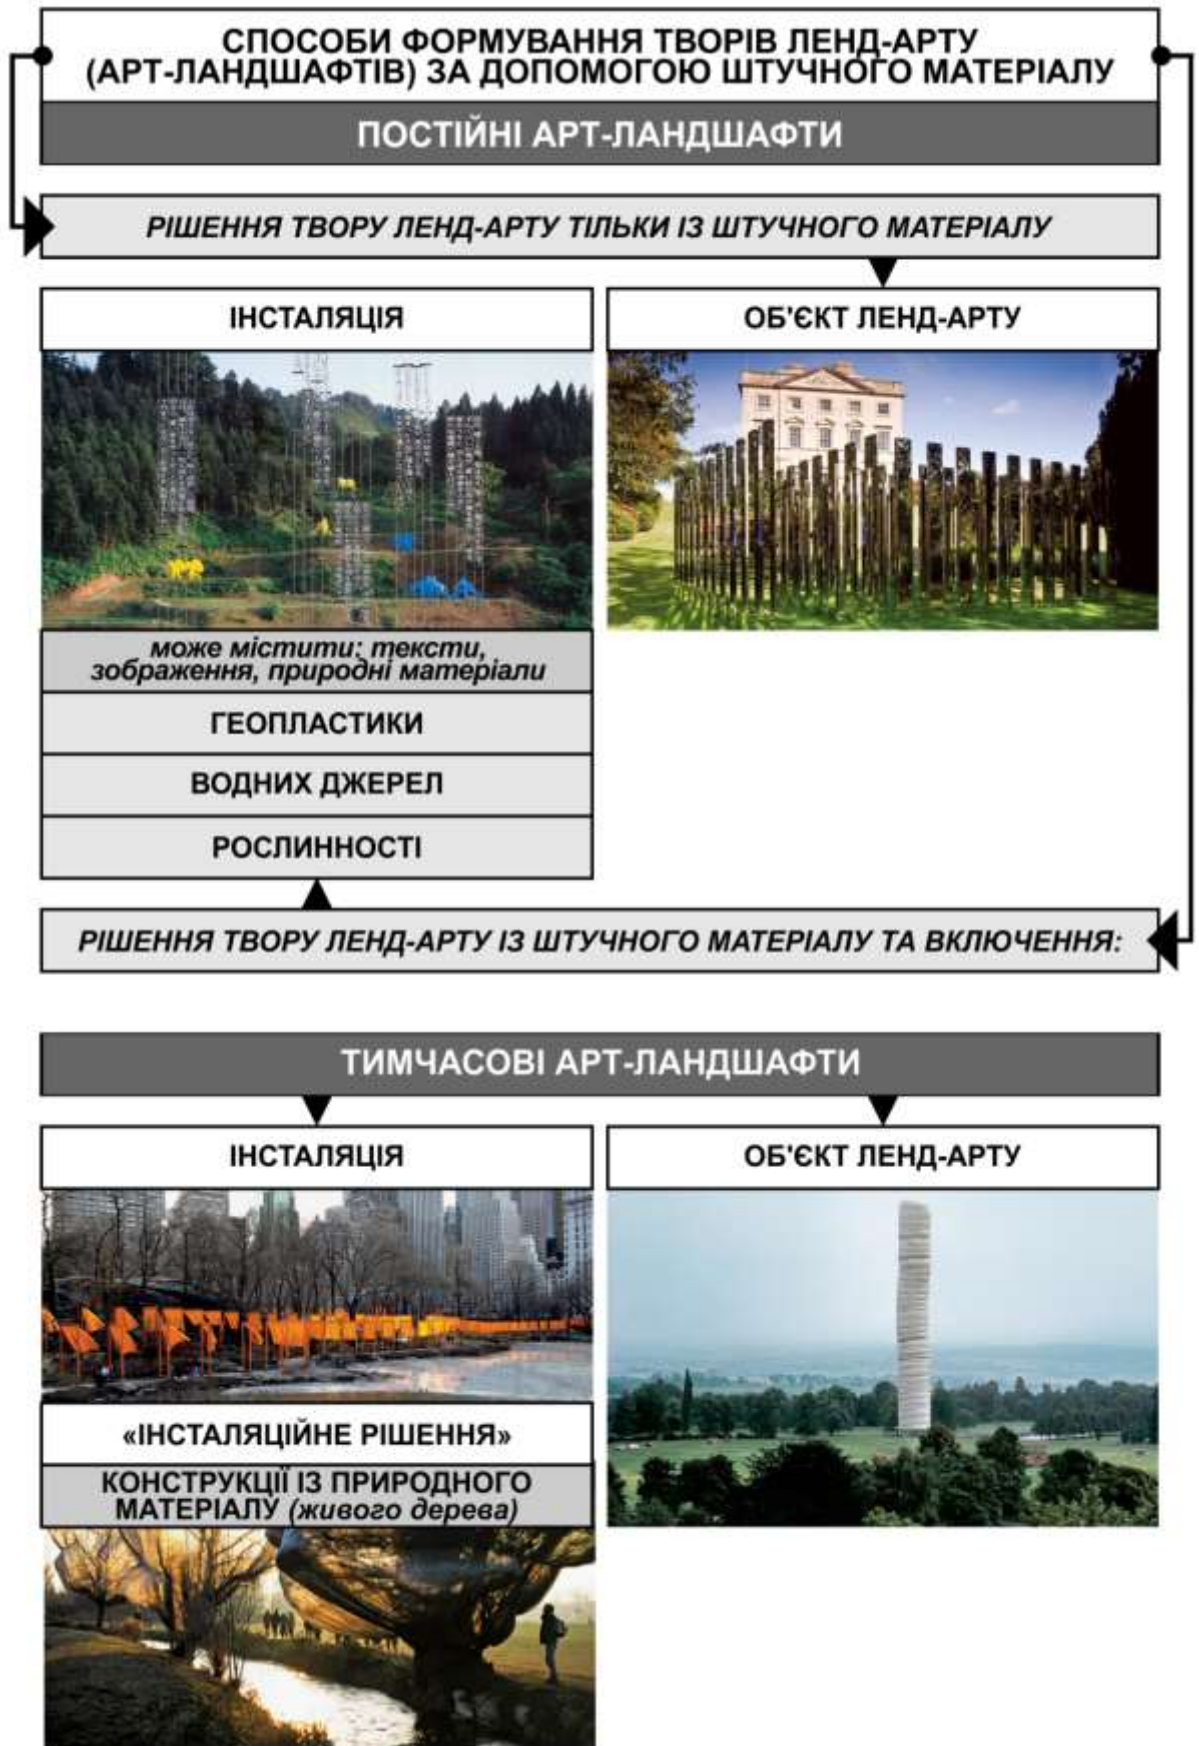 СПОСОБИ ФОРМУВАННЯ ТВОРІВ ЛЕНД-АРТУ
(АРТ-ЛАНДШАФТІВ) ЗА ДОПОМОГОЮ ШТУЧНОГО МАТЕРІАЛУ
ПОСТІЙНІ АРТ-ЛАНДШАФТИ
РІШЕННЯ ТВОРУ ЛЕНД-АРТУ ТІЛЬКИ ІЗ ШТУЧНОГО МАТЕРІАЛУ
ІНСТАЛЯЦІЯ
ОБ'ЄКТ ЛЕНД-АРТУ
може містити: тексти,
зображення, природні матеріали
ГЕОПЛАСТИКИ
ВОДНИХ ДЖЕРЕЛ
РОСЛИННОСТІ
РІШЕННЯ ТВОРУ ЛЕНД-АРТУ ІЗ ШТУЧНОГО МАТЕРІАЛУ ТА ВКЛЮЧЕННЯ:
ТИМЧАСОВІ АРТ-ЛАНДШАФТИ
ІНСТАЛЯЦІЯ
ОБ'ЄКТ ЛЕНД-АРТУ
«ІНСТАЛЯЦІЙНЕ РІШЕННЯ»
КОНСТРУКЦІЇ ІЗ ПРИРОДНОГО
МАТЕРІАЛУ (живого дерева)